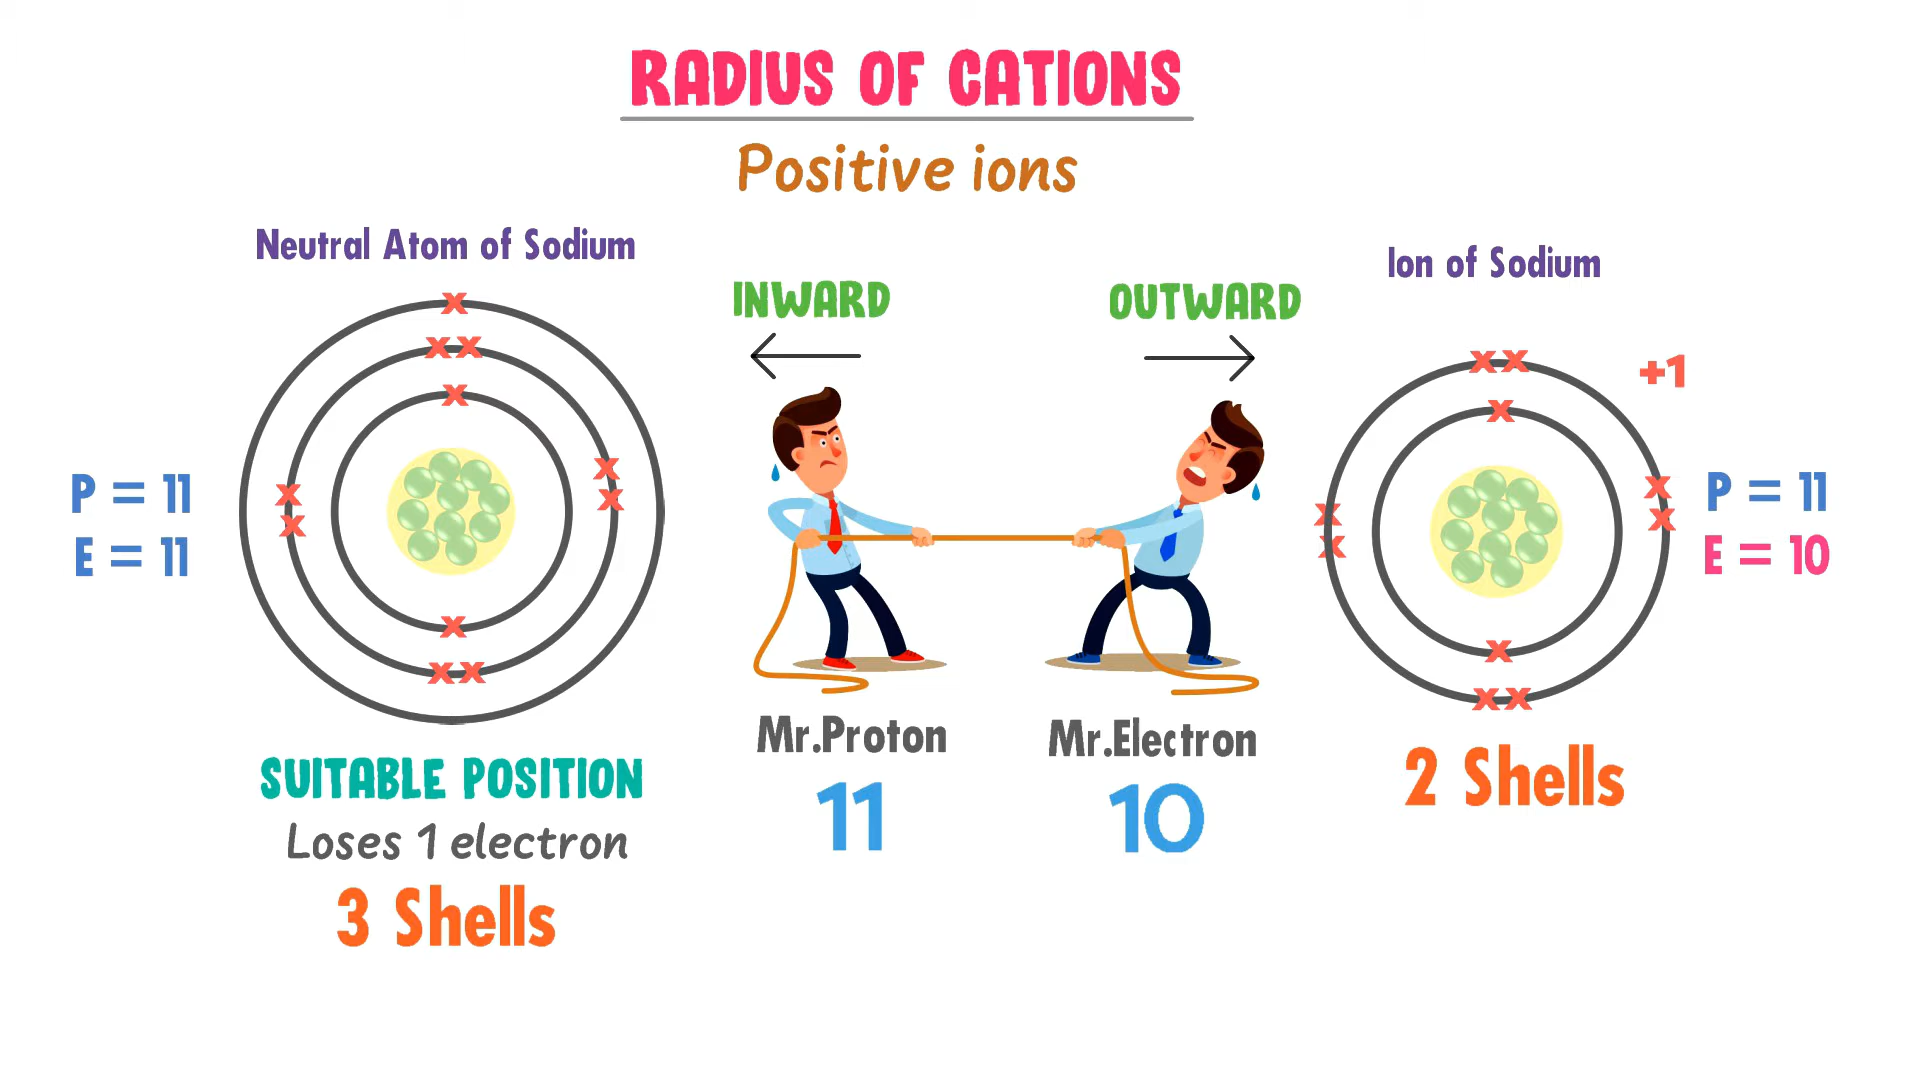 RADIUS OF CATIONS
Positive ions
Neutral Atom of Sodium
Ion of Sodium
INWARD
OUTWARD
+1
P = 11
E = 11
P = 11
E = 10
Mr.Proton
Mr.Electron
11
10
SUITABLE POSITION
Loses 1 electron
3 Shells
2 Shells